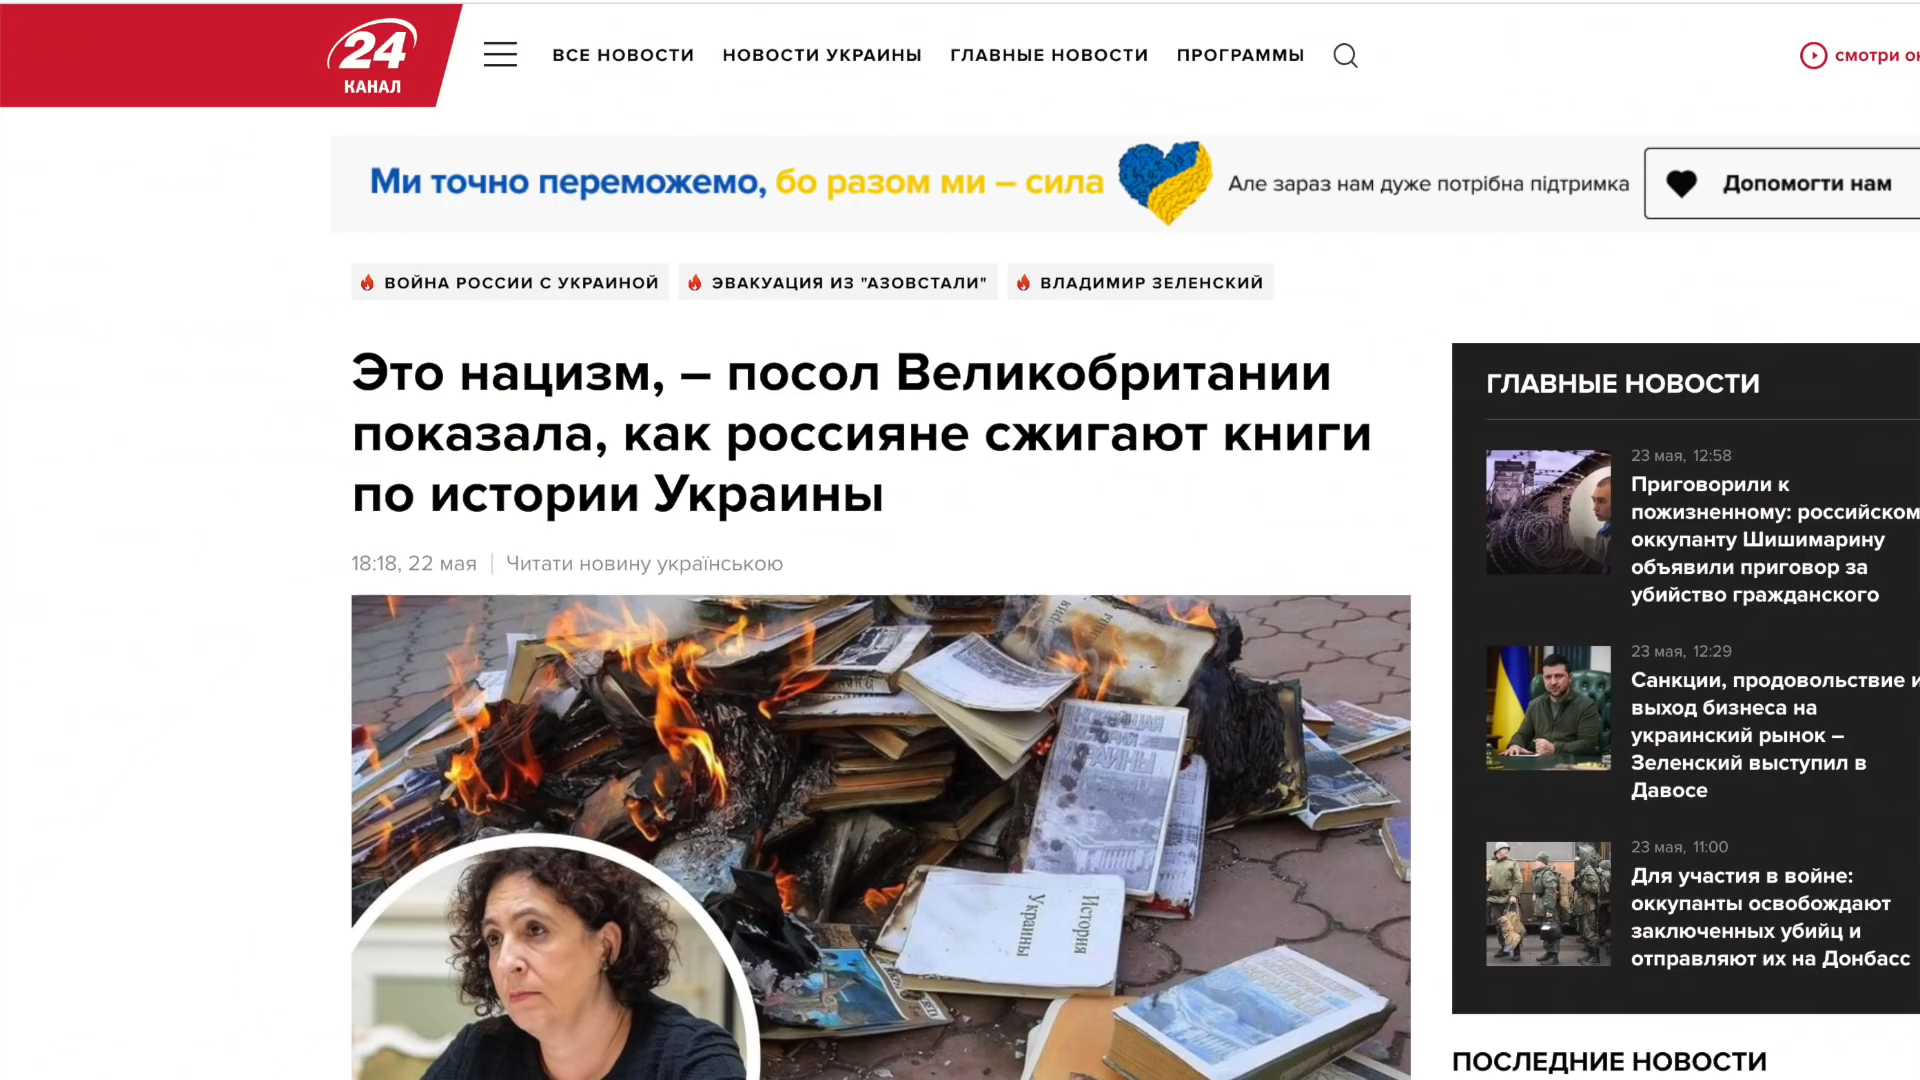 24
КАНАЛ
ВСЕ НОВОСТИ
НОВОСТИ УКРАИНЫ
ГЛАВНЫЕ НОВОСТИ
ПРОГРАММЫ
смотри он
Ми точно переможемо, бо разом ми – сила
Але зараз нам дуже потрібна підтримка
Допомогти нам
ВОЙНА РОССИИ С УКРАИНОЙ
ЭВАКУАЦИЯ ИЗ "АЗОВСТАЛИ"
ВЛАДИМИР ЗЕЛЕНСКИЙ
Это нацизм, – посол Великобритании
показала, как россияне сжигают книги
по истории Украины
18:18, 22 мая
Читати новину українською
История
Украины
ГЛАВНЫЕ НОВОСТИ
23 мая, 12:58
Приговорили к
пожизненному: российском
оккупанту Шишимарину
объявили приговор за
убийство гражданского
23 мая, 12:29
Санкции, продовольствие и
выход бизнеса на
украинский рынок –
Зеленский выступил в
Давосе
23 мая, 11:00
Для участия в войне:
оккупанты освобождают
заключенных убийц и
отправляют их на Донбасс
ПОСЛЕДНИЕ НОВОСТИ